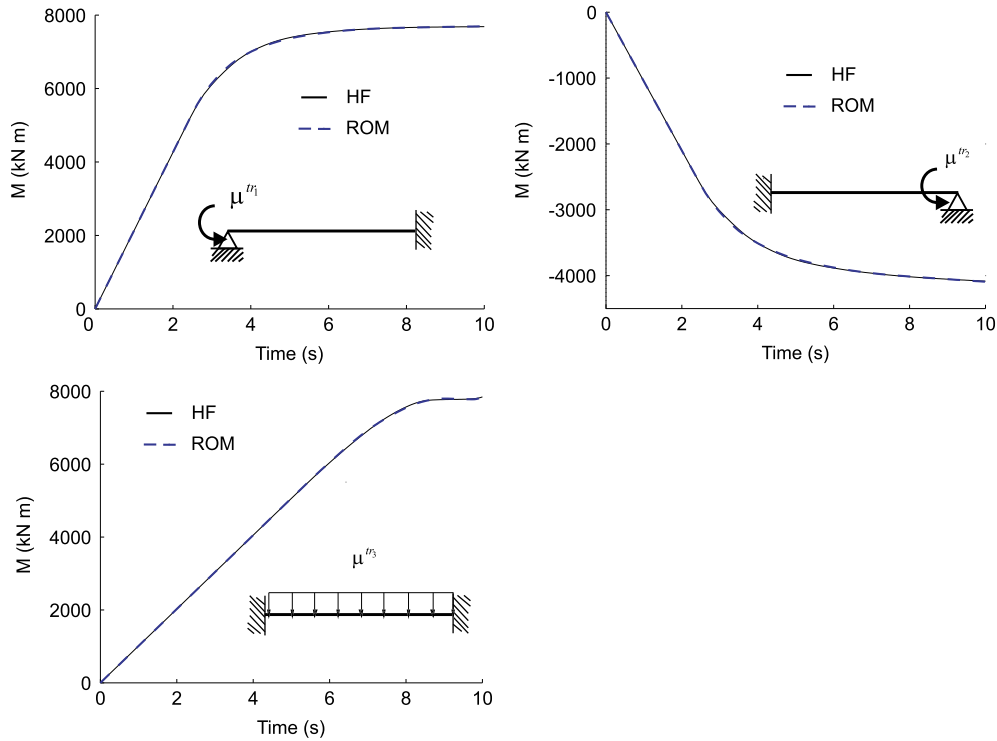 8000
6000
4000
2000
0
M (kN m)
HF
ROM
μ^tr1
0 2 4 6 8 10
Time (s)
0
-1000
-2000
-3000
-4000
M (kN m)
HF
ROM
μ^tr2
0 2 4 6 8 10
Time (s)
8000
6000
4000
2000
0
M (kN m)
HF
ROM
μ^tr3
0 2 4 6 8 10
Time (s)